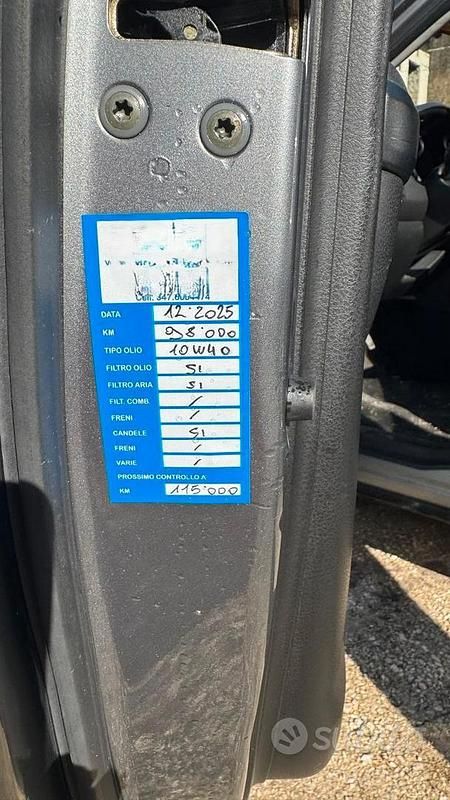 DATA 12·2025
KM 98·000
TIPO OLIO 10W40
FILTRO OLIO SI
FILTRO ARIA SI
FILT. COMB. /
FRENI /
CANDELE SI
FRENI /
VARIE /
PROSSIMO CONTROLLO A
KM 115·000